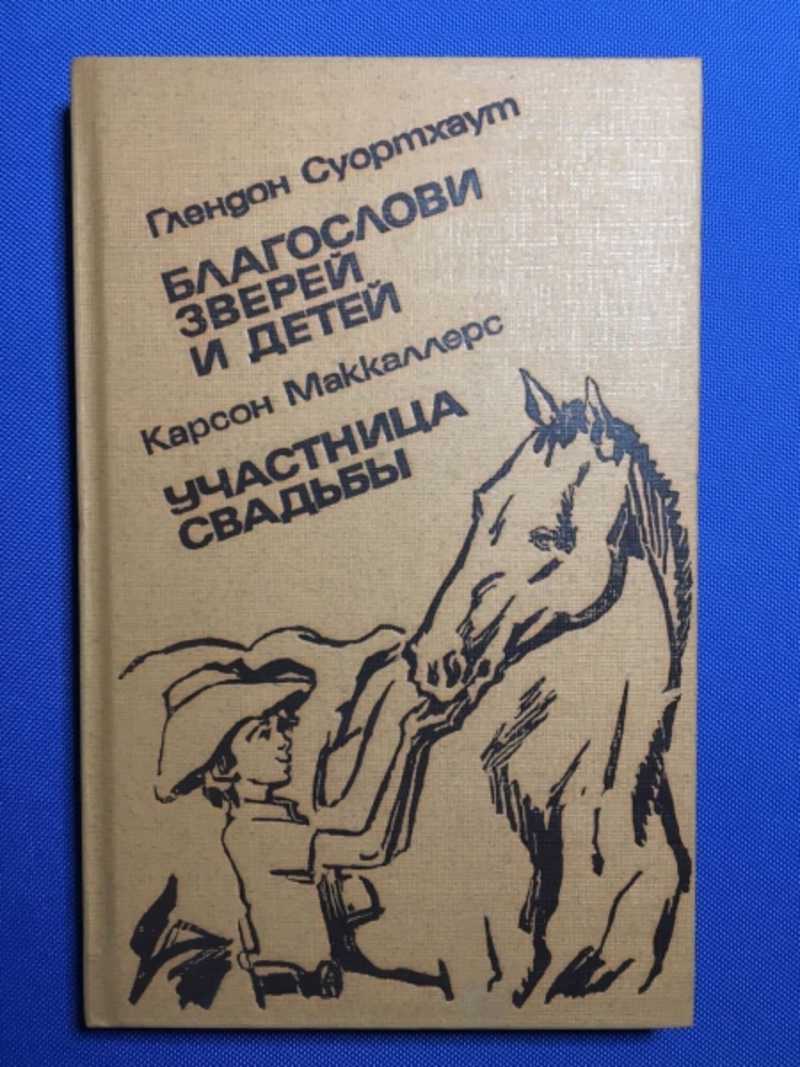 Глендон Суортхаут
БЛАГОСЛОВИ
ЗВЕРЕЙ
И ДЕТЕЙ
Карсон Маккаллерс
УЧАСТНИЦА
СВАДЬБЫ